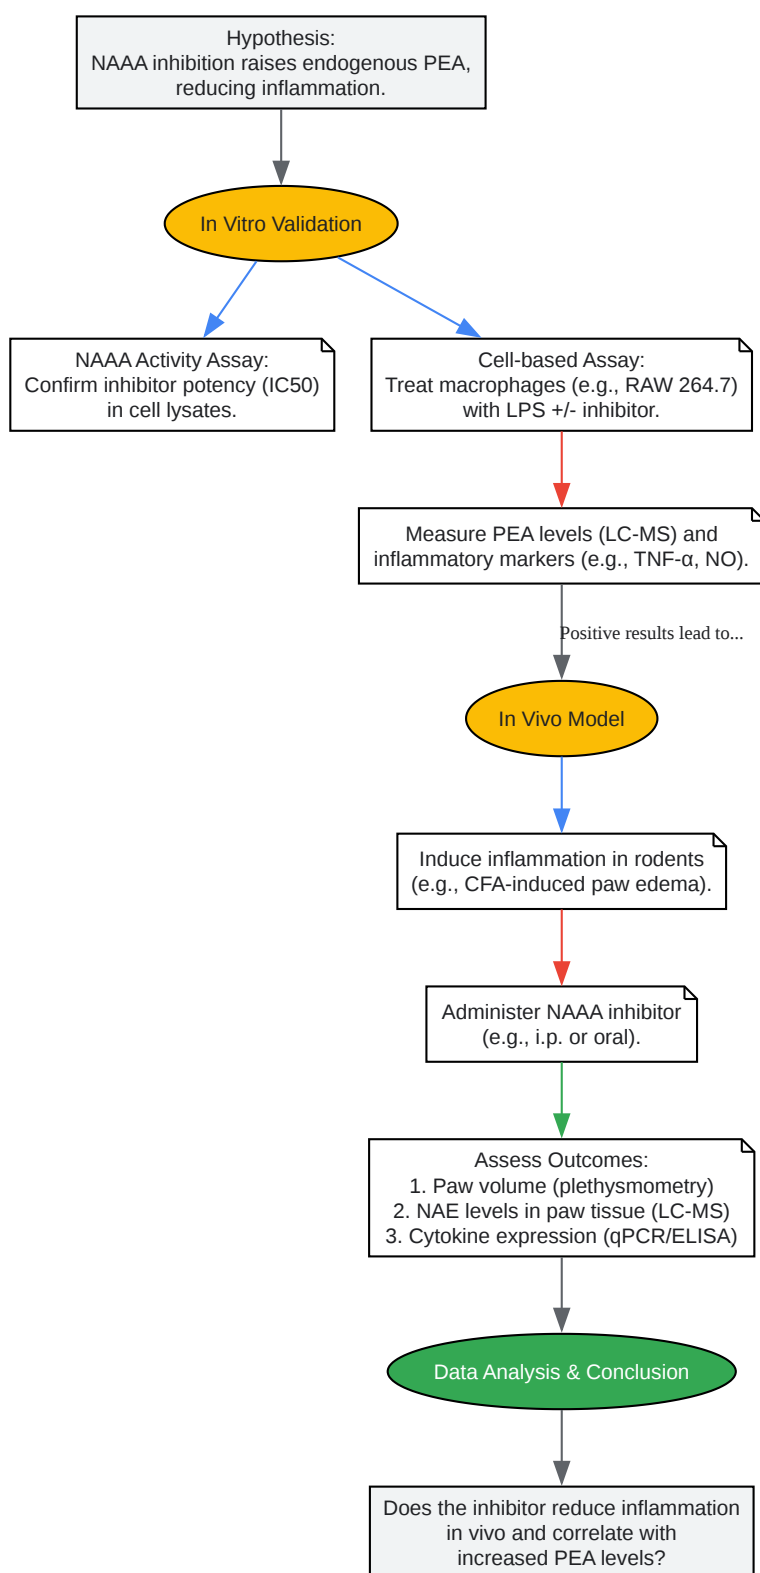 Hypothesis:
NAAA inhibition raises endogenous PEA,
reducing inflammation.
In Vitro Validation
NAAA Activity Assay:
Confirm inhibitor potency (IC50)
in cell lysates.
Cell-based Assay:
Treat macrophages (e.g., RAW 264.7)
with LPS +/- inhibitor.
Measure PEA levels (LC-MS) and
inflammatory markers (e.g., TNF-α, NO).
Positive results lead to...
In Vivo Model
Induce inflammation in rodents
(e.g., CFA-induced paw edema).
Administer NAAA inhibitor
(e.g., i.p. or oral).
Assess Outcomes:
1. Paw volume (plethysmometry)
2. NAE levels in paw tissue (LC-MS)
3. Cytokine expression (qPCR/ELISA)
Data Analysis & Conclusion
Does the inhibitor reduce inflammation
in vivo and correlate with
increased PEA levels?